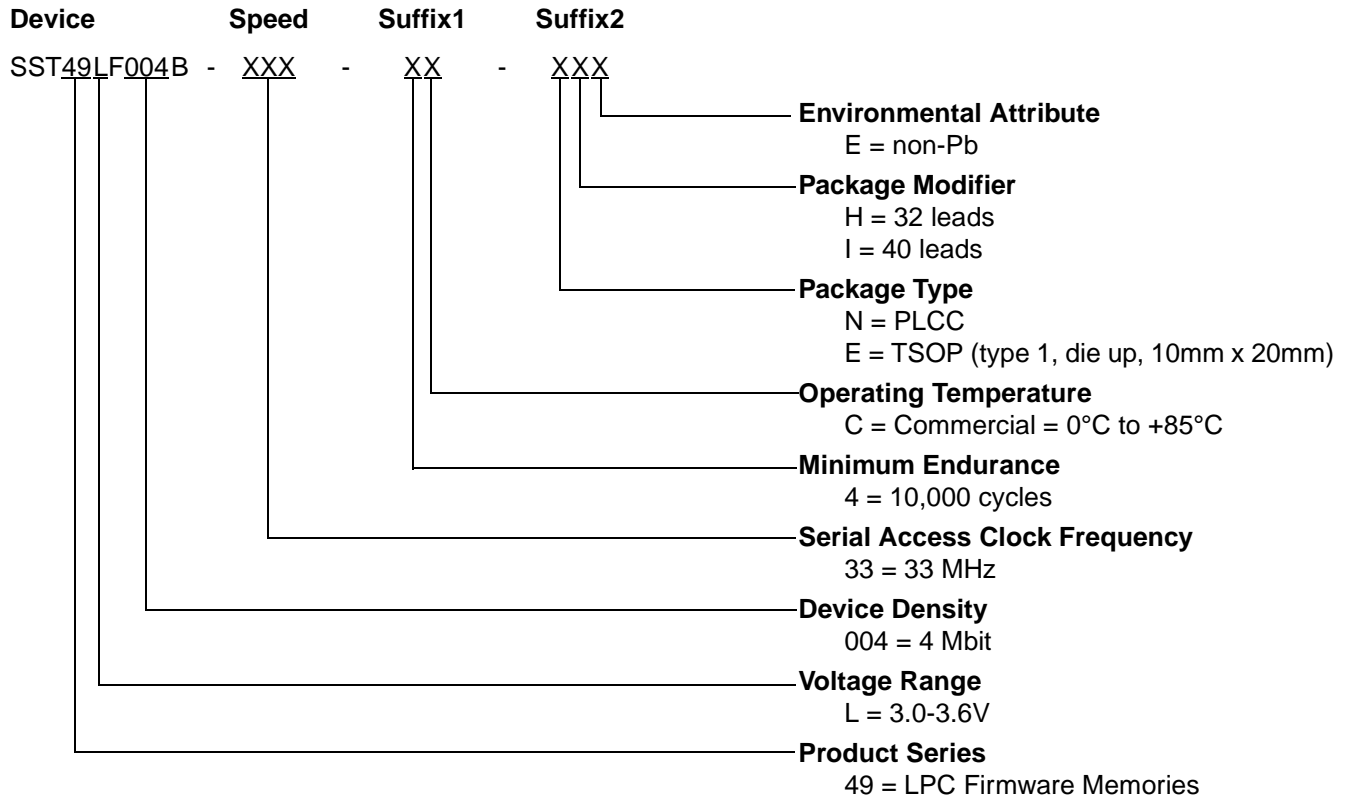 Device Speed Suffix1 Suffix2
SST49LF004B - XXX - XX - XXX
Environmental Attribute
E = non-Pb
Package Modifier
H = 32 leads
I = 40 leads
Package Type
N = PLCC
E = TSOP (type 1, die up, 10mm x 20mm)
Operating Temperature
C = Commercial = 0°C to +85°C
Minimum Endurance
4 = 10,000 cycles
Serial Access Clock Frequency
33 = 33 MHz
Device Density
004 = 4 Mbit
Voltage Range
L = 3.0-3.6V
Product Series
49 = LPC Firmware Memories